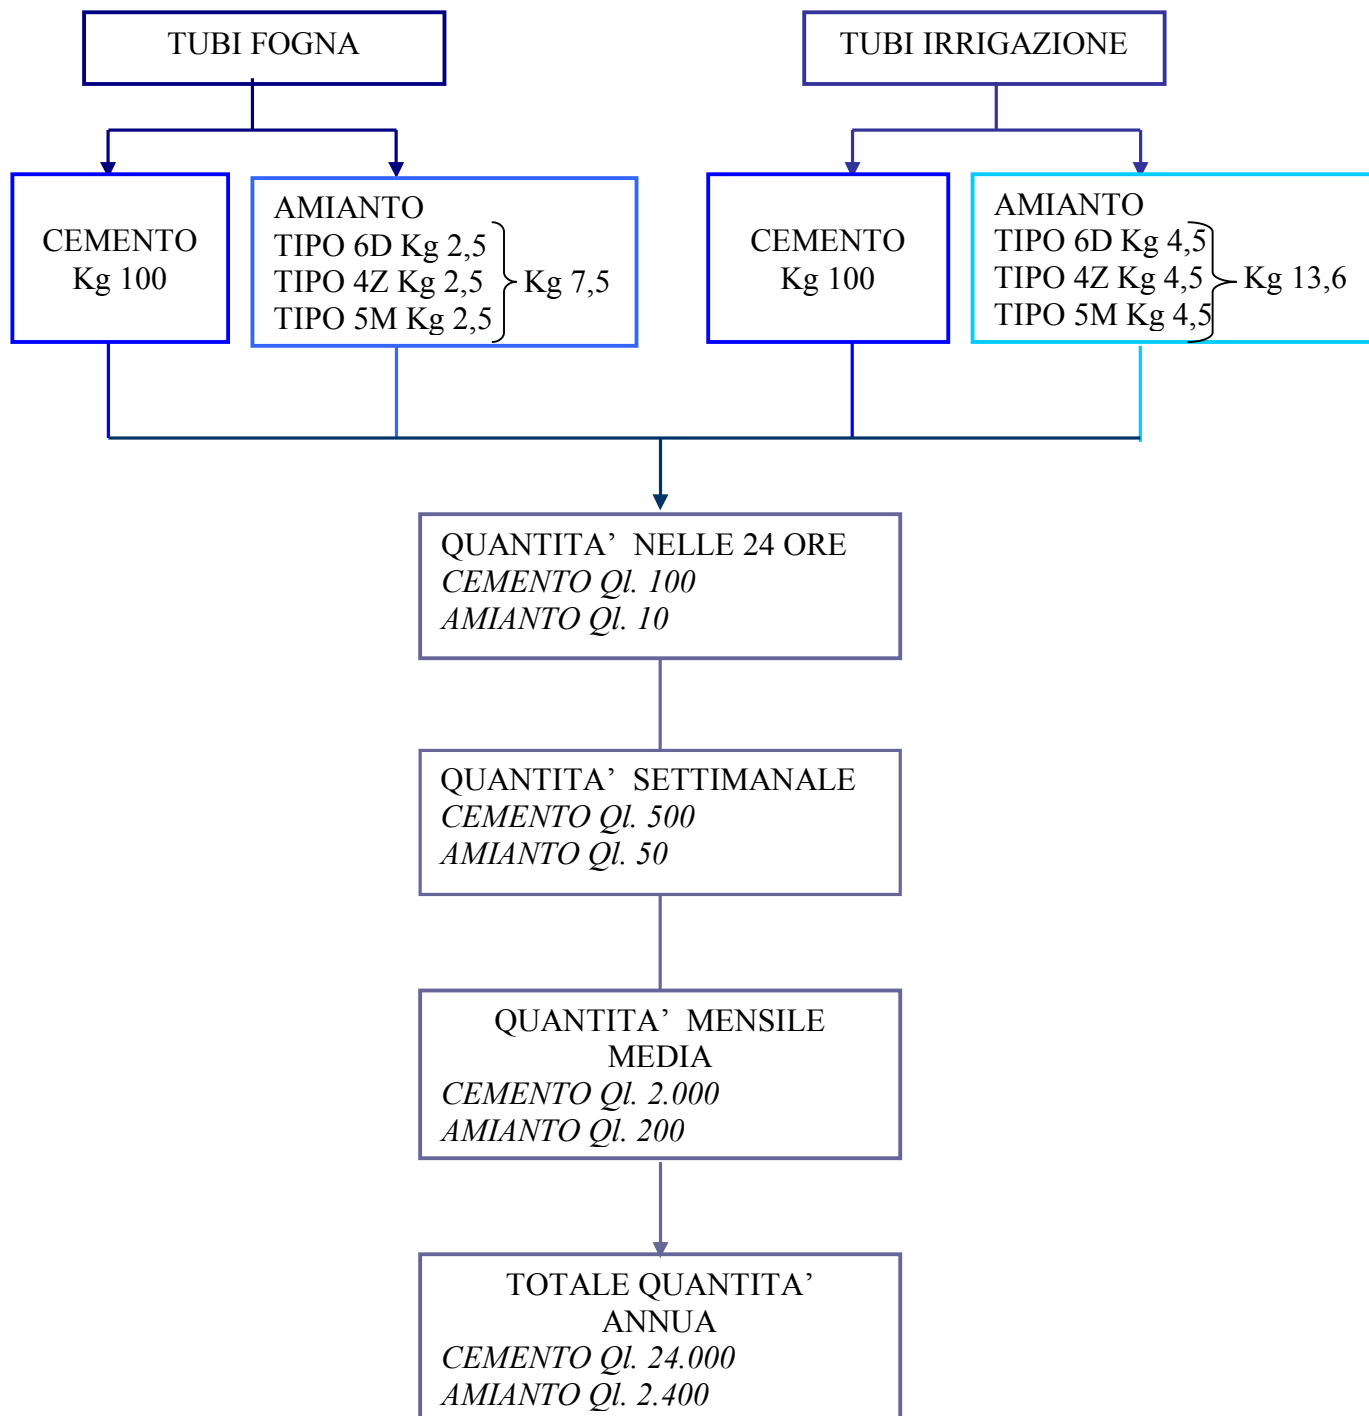 TUBI FOGNA
TUBI IRRIGAZIONE
CEMENTO
Kg 100
AMIANTO
TIPO 6D Kg 2,5
TIPO 4Z Kg 2,5
TIPO 5M Kg 2,5
Kg 7,5
CEMENTO
Kg 100
AMIANTO
TIPO 6D Kg 4,5
TIPO 4Z Kg 4,5
TIPO 5M Kg 4,5
Kg 13,6
QUANTITA’ NELLE 24 ORE
CEMENTO Ql. 100
AMIANTO Ql. 10
QUANTITA’ SETTIMANALE
CEMENTO Ql. 500
AMIANTO Ql. 50
QUANTITA’ MENSILE
MEDIA
CEMENTO Ql. 2.000
AMIANTO Ql. 200
TOTALE QUANTITA’
ANNUA
CEMENTO Ql. 24.000
AMIANTO Ql. 2.400